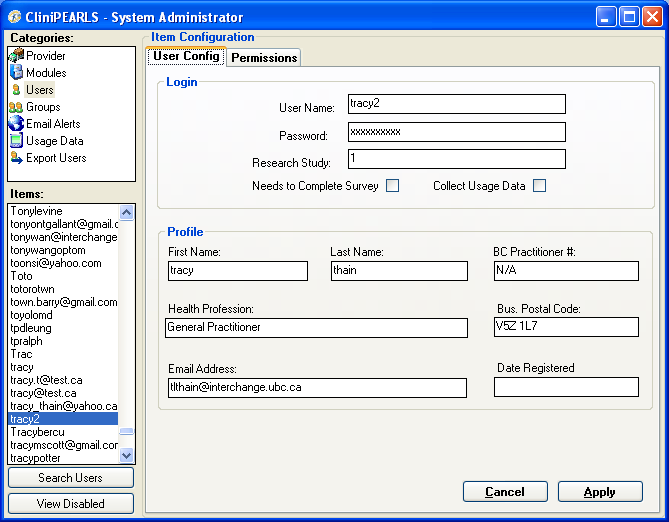 CliniPEARLS - System Administrator
Categories:
Provider
Modules
Users
Groups
Email Alerts
Usage Data
Export Users
Items:
Tonylevine
tonyontgallant@gmail.c
tonywan@interchange
tonywangoptom
toonsi@yahoo.com
Toto
totorotwn
town.barry@gmail.com
toyolomd
tpdleung
tpralph
Trac
tracy
tracy.t@test.ca
tracy@test.ca
tracy_thain@yahoo.ca
tracy2
Tracybercu
tracymscott@gmail.con
tracypotter
Search Users
View Disabled
Item Configuration
User Config
Permissions
Login
User Name: tracy2
Password: xxxxxxxxxx
Research Study: 1
Needs to Complete Survey
Collect Usage Data
Profile
First Name: Last Name: BC Practitioner #:
tracy thain N/A
Health Profession: Bus. Postal Code:
General Practitioner V5Z 1L7
Email Address: Date Registered
tlthain@interchange.ubc.ca
Cancel Apply